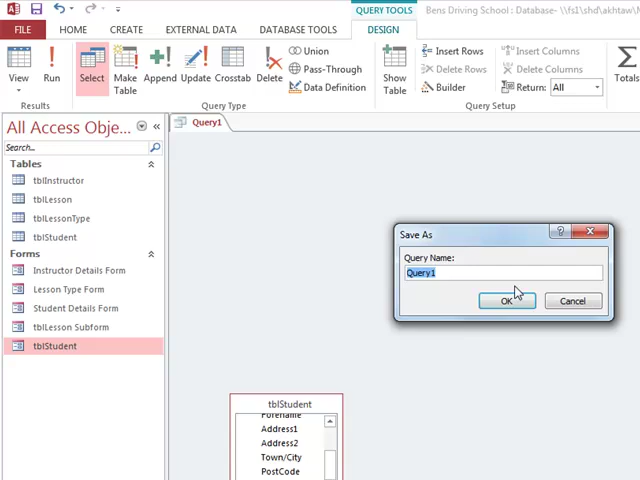 QUERY TOOLS
Bens Driving School : Database- \\fs1\shd\akhtaw\
FILE HOME CREATE EXTERNAL DATA DATABASE TOOLS DESIGN
View
Run
Select
Make Table
Append
Update
Crosstab
Delete
Union
Pass-Through
Data Definition
Show Table
Insert Rows
Delete Rows
Builder
Insert Columns
Delete Columns
Return: All
Totals
Results
Query Type
Query Setup
All Access Obje...
Search...
Tables
tblInstructor
tblLesson
tblLessonType
tblStudent
Forms
Instructor Details Form
Lesson Type Form
Student Details Form
tblLesson Subform
tblStudent
Query1
Save As
Query Name:
Query1
OK Cancel
tblStudent
Forename
Address1
Address2
Town/City
PostCode